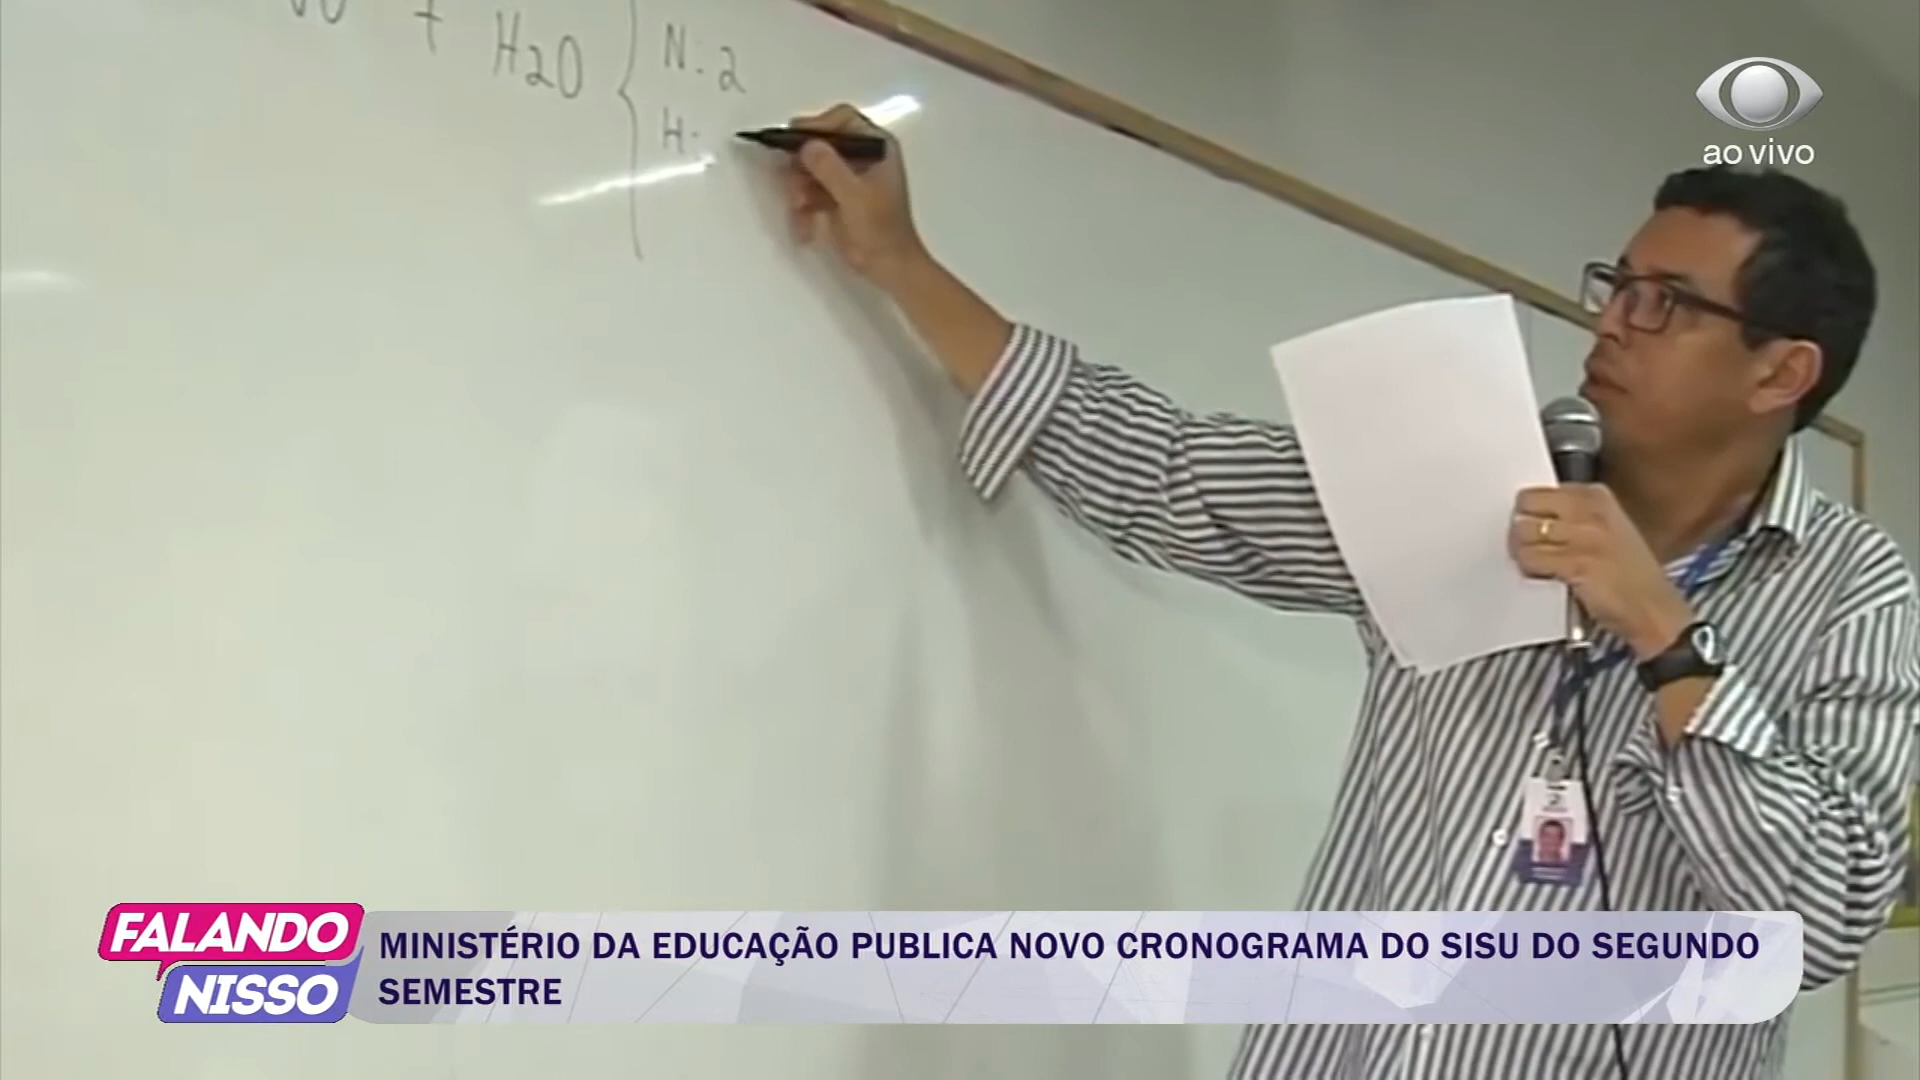 + H2O { N: 2
H:
ao vivo
FALANDO
NISSO
MINISTÉRIO DA EDUCAÇÃO PUBLICA NOVO CRONOGRAMA DO SISU DO SEGUNDO
SEMESTRE